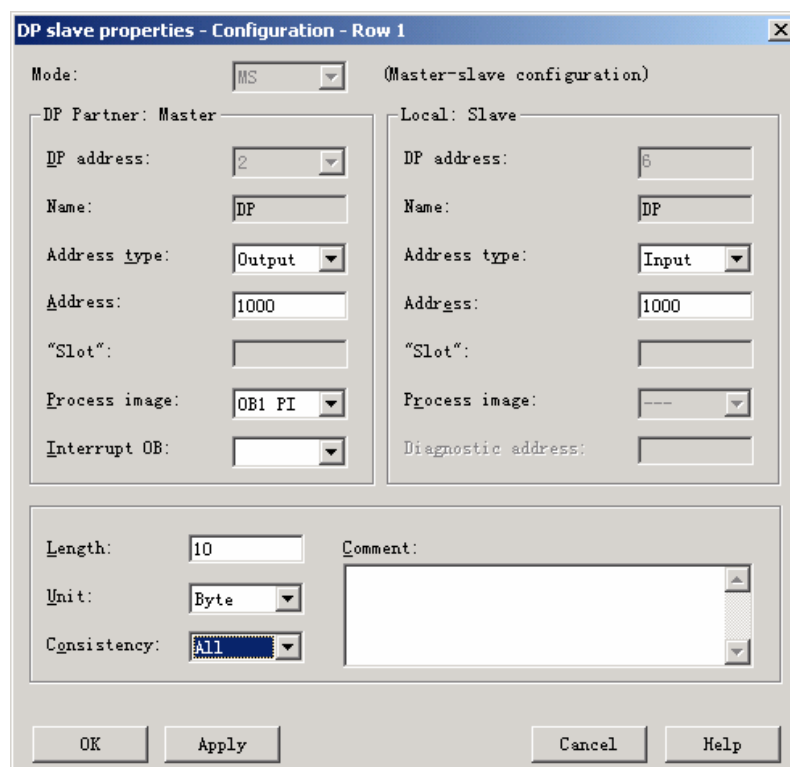 DP slave properties - Configuration - Row 1
Mode: MS (Master-slave configuration)
DP Partner: Master
DP address: 2
Name: DP
Address type: Output
Address: 1000
"Slot":
Process image: OB1 PI
Interrupt OB:
Local: Slave
DP address: 6
Name: DP
Address type: Input
Address: 1000
"Slot":
Process image: ---
Diagnostic address:
Length: 10
Unit: Byte
Consistency: All
Comment:
OK Apply Cancel Help